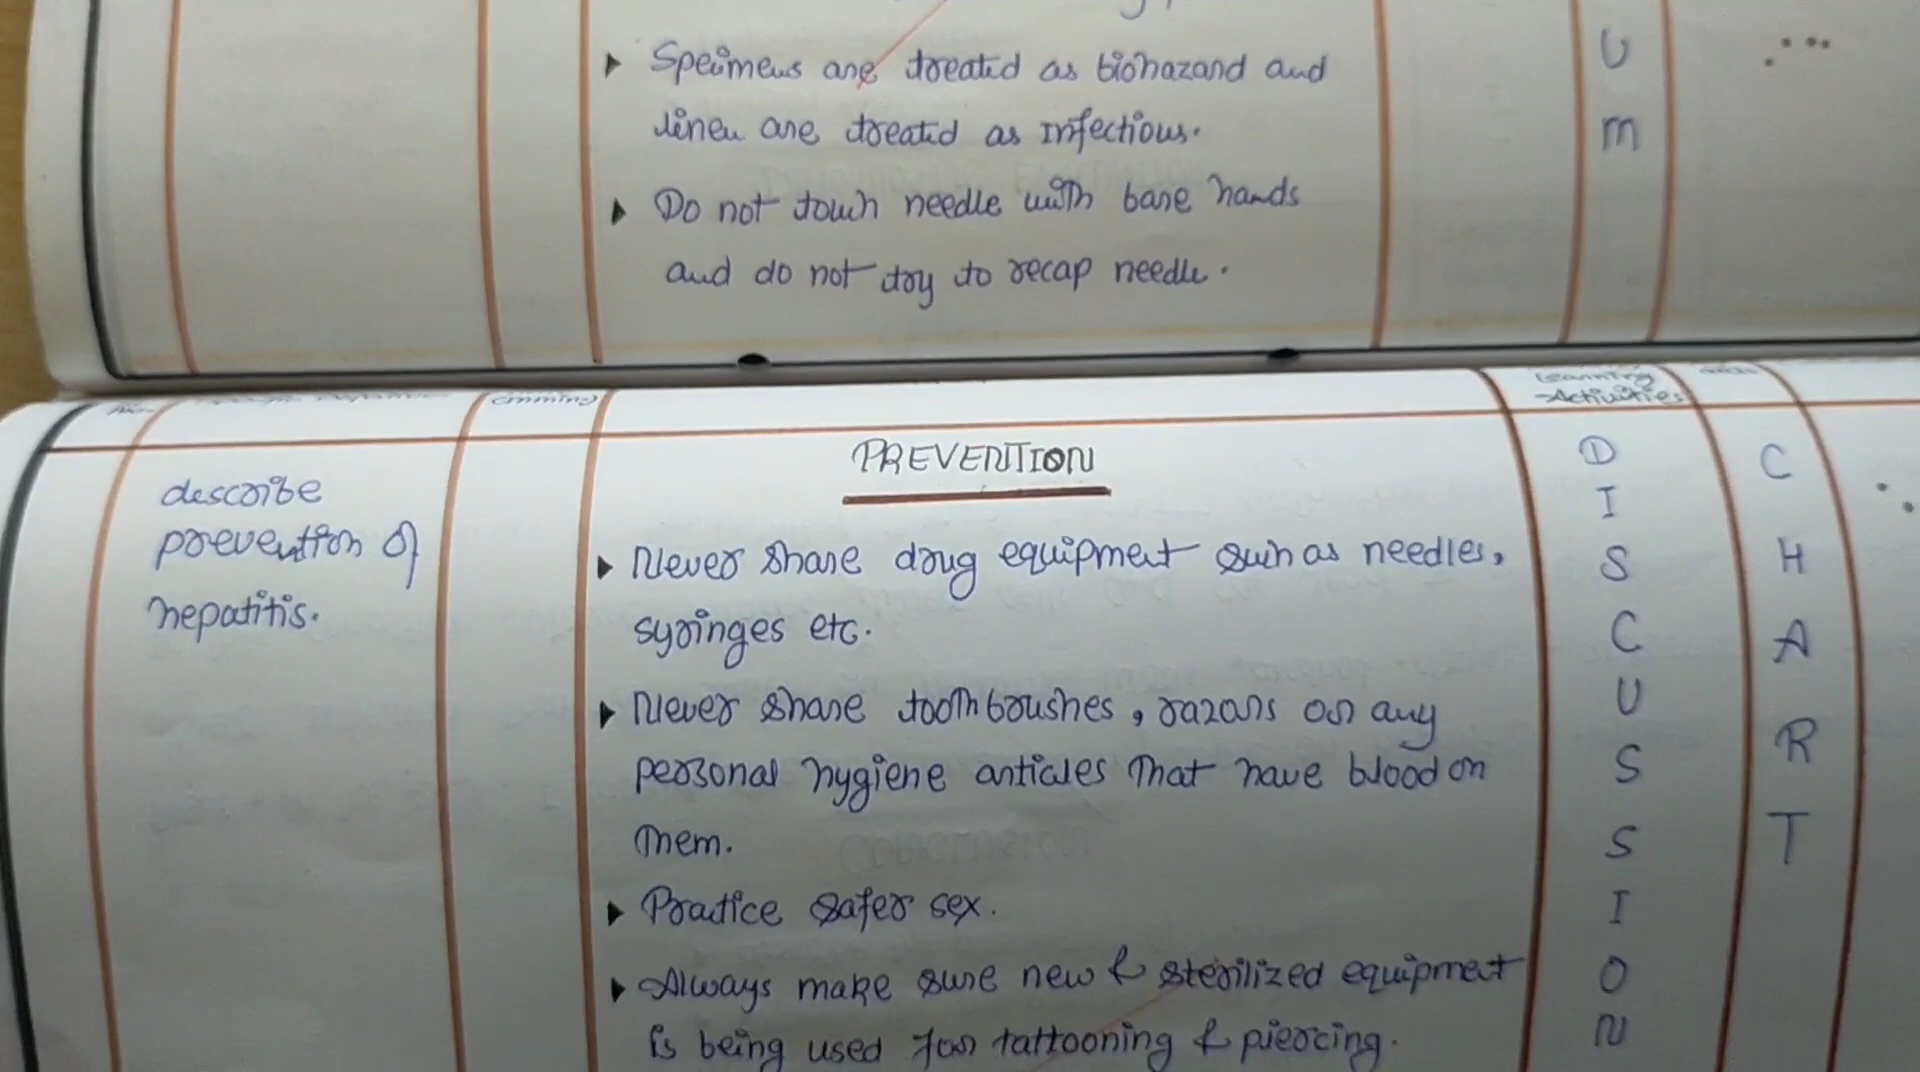 Specimens are treated as biohazard and
linen are treated as infectious.
Do not touch needle with bare hands
and do not try to recap needle.
U
m
Learning
Activities
describe
prevention of
hepatitis.
PREVENTION
Never share drug equipment such as needles,
syringes etc.
Never share toothbrushes, razors or any
personal hygiene articles that have blood on
them.
Practice safer sex.
Always make sure new & sterilized equipment
is being used for tattooning & piercing.
D
I
S
C
U
S
S
I
O
N
C
H
A
R
T